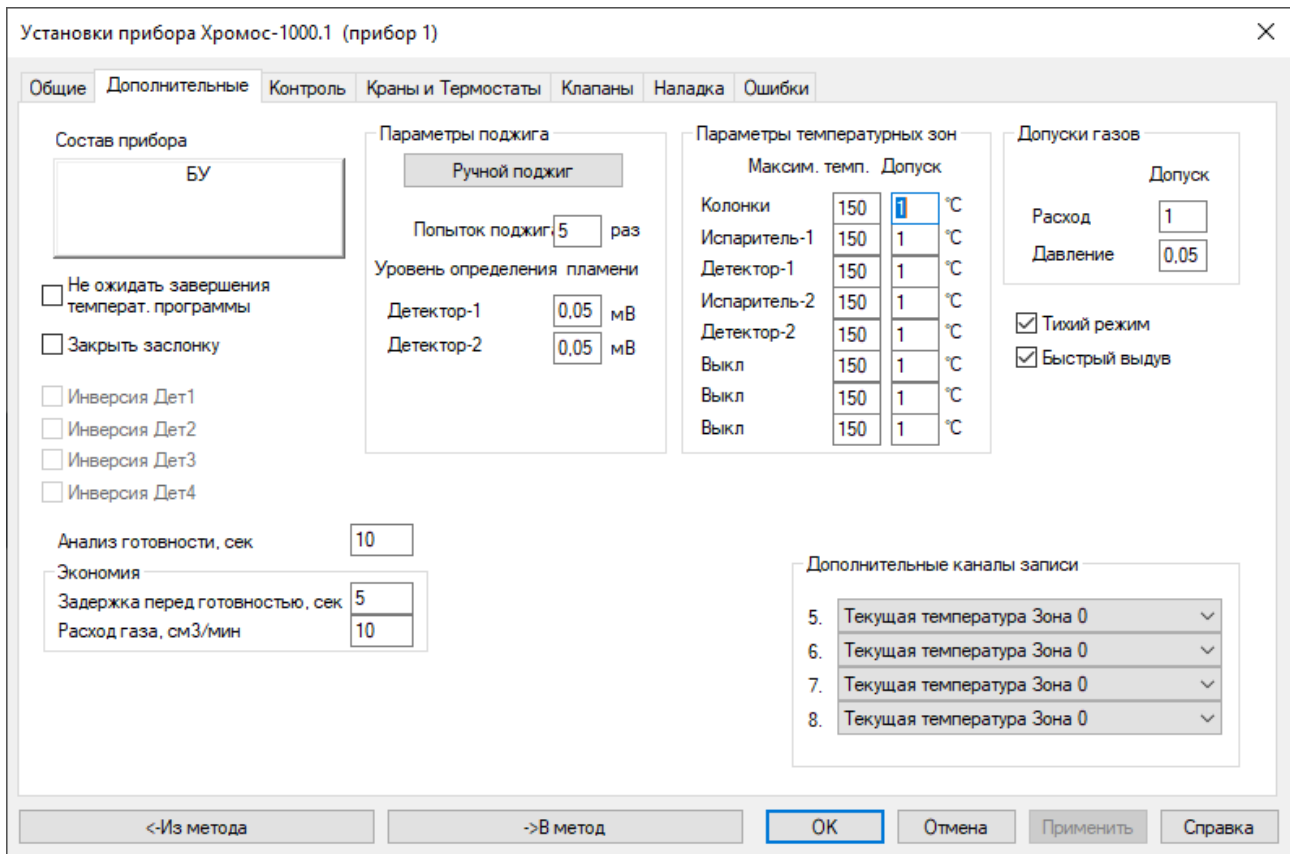 Установки прибора Хромос-1000.1 (прибор 1)
Общие Дополнительные Контроль Краны и Термостаты Клапаны Наладка Ошибки
Состав прибора
БУ
Не ожидать завершения
температ. программы
Закрыть заслонку
Инверсия Дет1
Инверсия Дет2
Инверсия Дет3
Инверсия Дет4
Анализ готовности, сек 10
Экономия
Задержка перед готовностью, сек 5
Расход газа, см3/мин 10
Параметры поджига
Ручной поджиг
Попыток поджига 5 раз
Уровень определения пламени
Детектор-1 0,05 мВ
Детектор-2 0,05 мВ
Параметры температурных зон
Максим. темп. Допуск
Колонки 150 1 °C
Испаритель-1 150 1 °C
Детектор-1 150 1 °C
Испаритель-2 150 1 °C
Детектор-2 150 1 °C
Выкл 150 1 °C
Выкл 150 1 °C
Выкл 150 1 °C
Допуски газов
Допуск
Расход 1
Давление 0,05
Тихий режим
Быстрый выдув
Дополнительные каналы записи
5. Текущая температура Зона 0
6. Текущая температура Зона 0
7. Текущая температура Зона 0
8. Текущая температура Зона 0
<-Из метода ->В метод OK Отмена Применить Справка